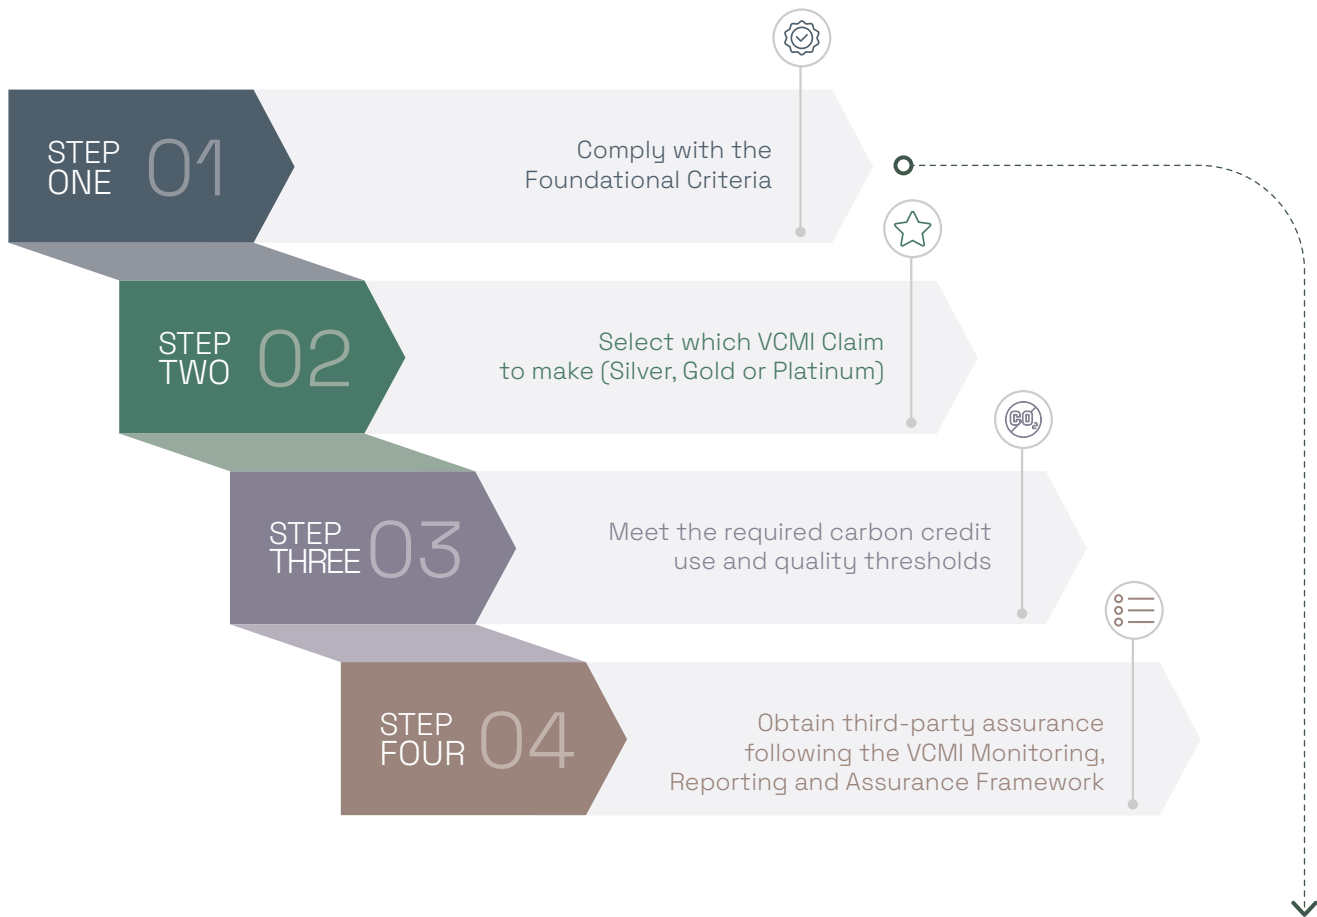 STEP
ONE
01
Comply with the
Foundational Criteria
STEP
TWO
02
Select which VCMI Claim
to make (Silver, Gold or Platinum)
CO₂
STEP
THREE
03
Meet the required carbon credit
use and quality thresholds
STEP
FOUR
04
Obtain third-party assurance
following the VCMI Monitoring,
Reporting and Assurance Framework